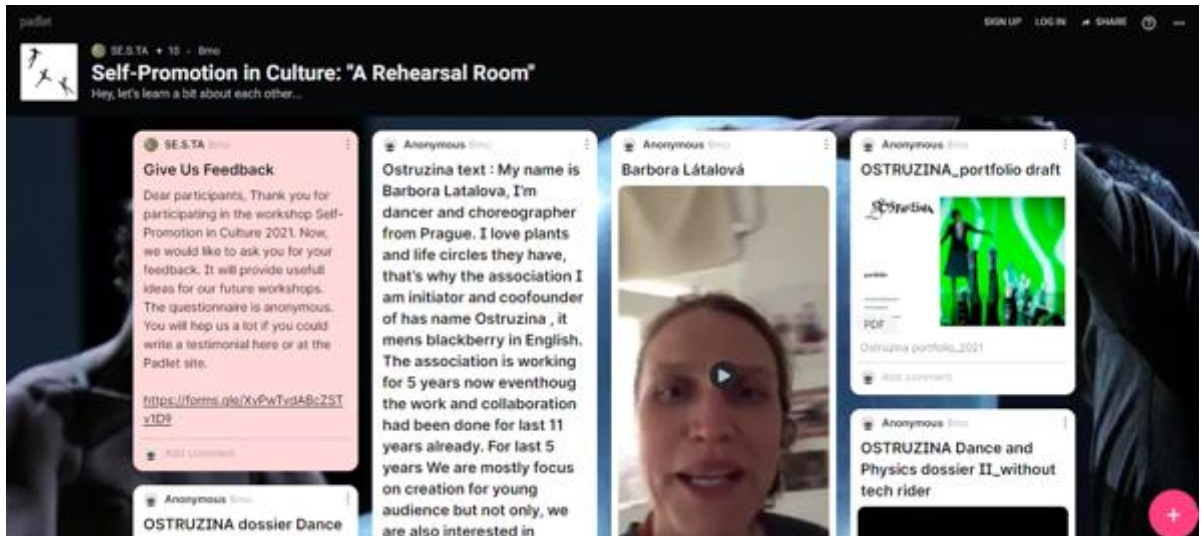 padlet
SIGN UP LOG IN SHARE
SE.S.TA + 10 • 8mo
Self-Promotion in Culture: "A Rehearsal Room"
Hey, let's learn a bit about each other...
SE.S.TA 8mo
Give Us Feedback
Dear participants, Thank you for
participating in the workshop Self-
Promotion in Culture 2021. Now,
we would like to ask you for your
feedback. It will provide usefull
ideas for our future workshops.
The questionnaire is anonymous.
You will hep us a lot if you could
write a testimonial here or at the
Padlet site.
https://forms.gle/XvPwTvdABcZST
v1D9
Add comment
Anonymous 8mo
OSTRUZINA dossier Dance
Anonymous 8mo
Ostruzina text : My name is
Barbora Latalova, I'm
dancer and choreographer
from Prague. I love plants
and life circles they have,
that's why the association I
am initiator and coofounder
of has name Ostruzina , it
mens blackberry in English.
The association is working
for 5 years now eventhoug
the work and collaboration
had been done for last 11
years already. For last 5
years We are mostly focus
on creation for young
audience but not only, we
are also interested in
Anonymous 8mo
Barbora Látalová
Anonymous 8mo
OSTRUZINA_portfolio draft
portfolio
PDF
Ostruzina portfolio_2021
Add comment
Anonymous 8mo
OSTRUZINA Dance and
Physics dossier II_without
tech rider